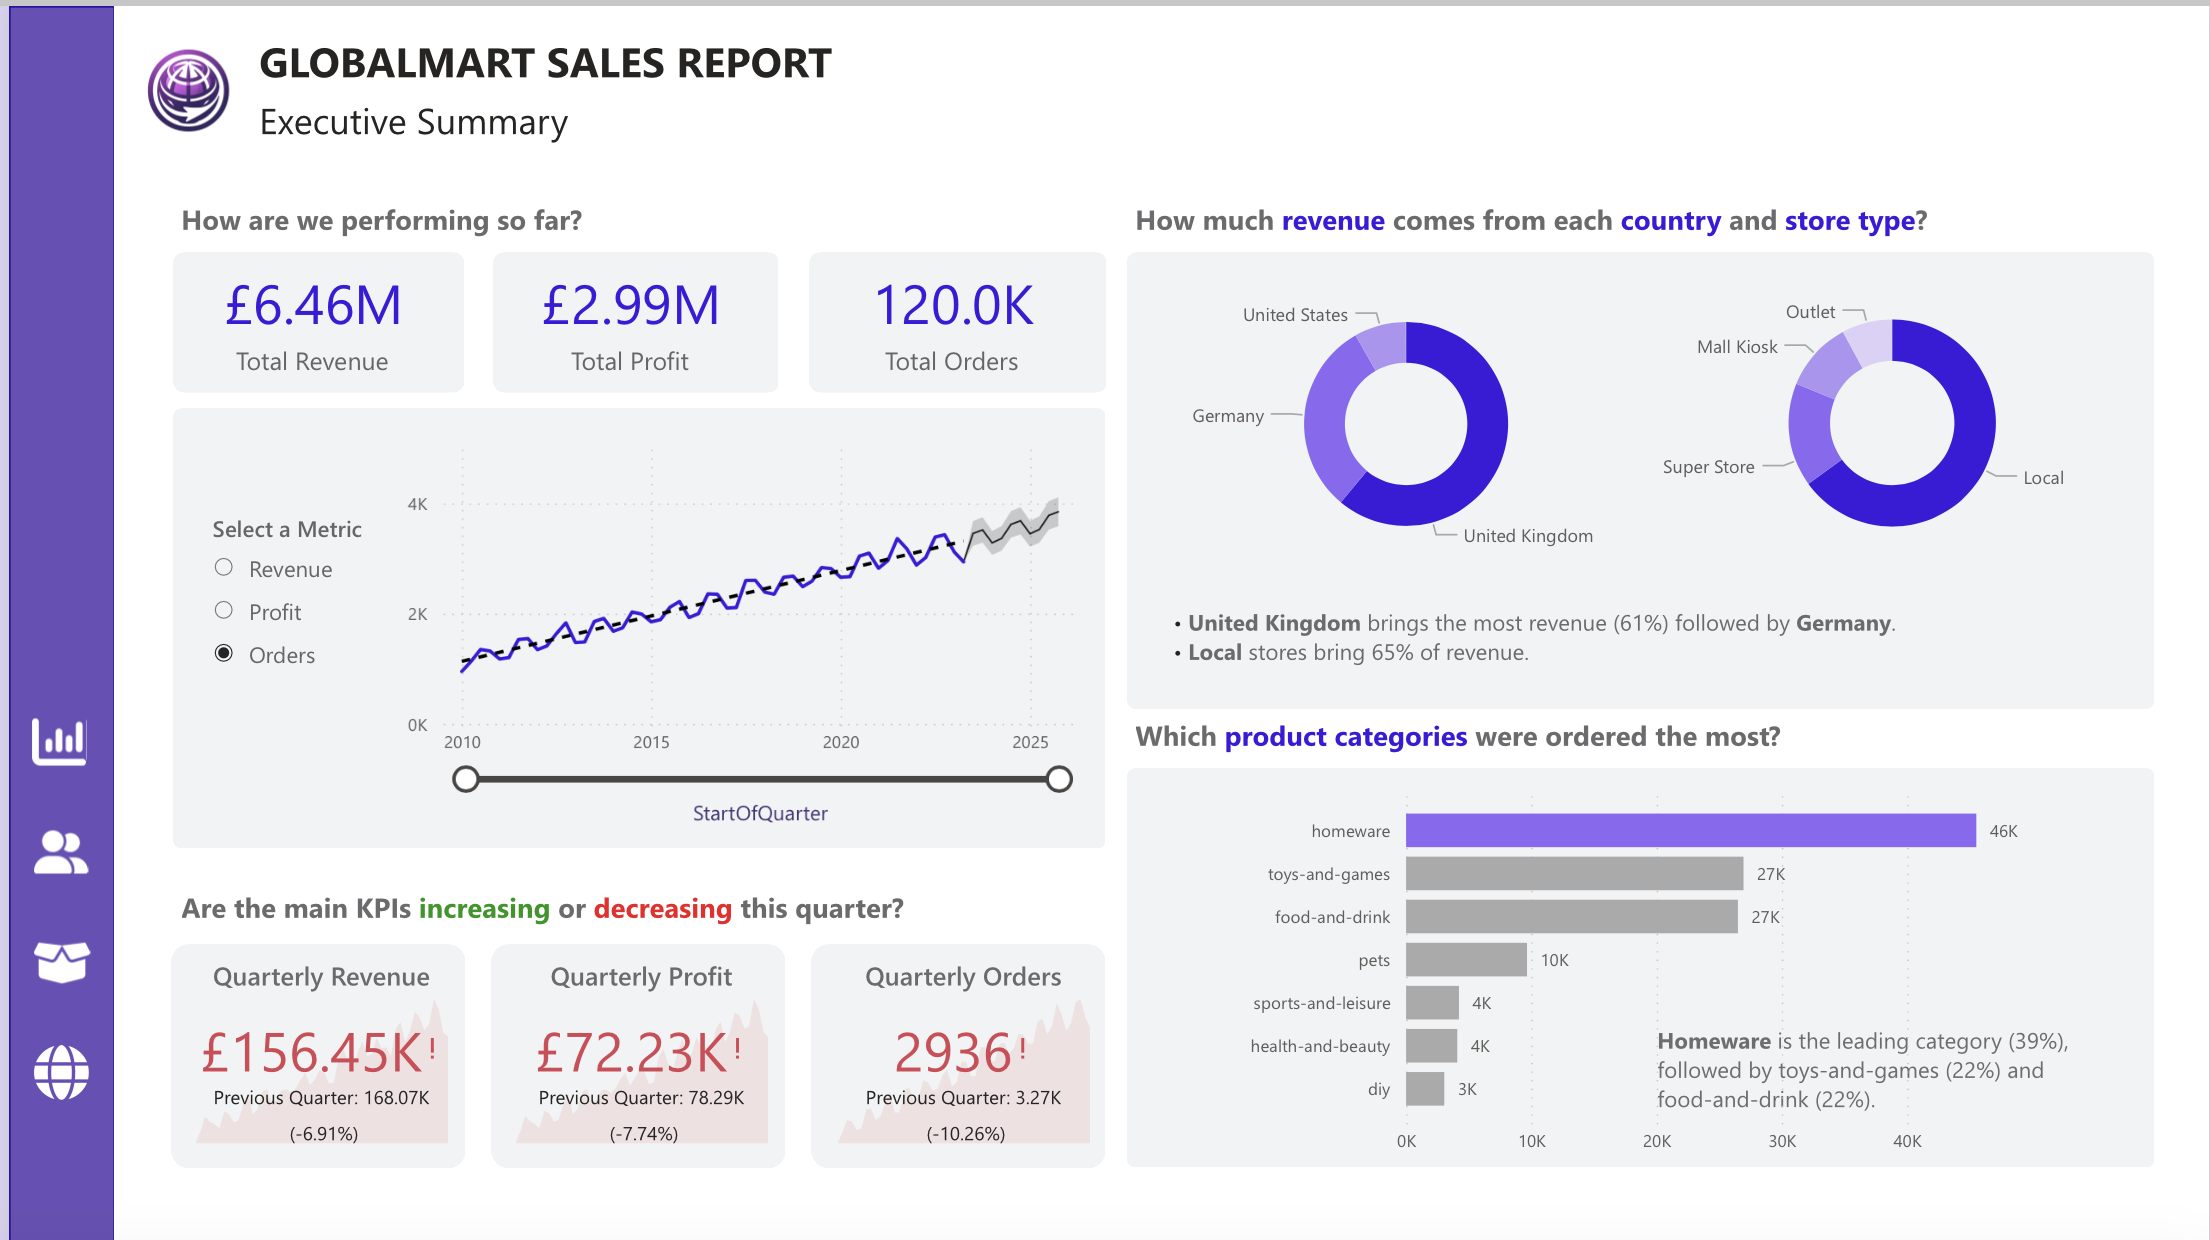 GLOBALMART SALES REPORT
Executive Summary
How are we performing so far?
£6.46M
Total Revenue
£2.99M
Total Profit
120.0K
Total Orders
Select a Metric
Revenue
Profit
Orders
4K
2K
0K
2010
2015
2020
2025
StartOfQuarter
Are the main KPIs increasing or decreasing this quarter?
Quarterly Revenue
£156.45K!
Previous Quarter: 168.07K
(-6.91%)
Quarterly Profit
£72.23K!
Previous Quarter: 78.29K
(-7.74%)
Quarterly Orders
2936!
Previous Quarter: 3.27K
(-10.26%)
How much revenue comes from each country and store type?
United States
Germany
United Kingdom
Outlet
Mall Kiosk
Super Store
Local
• United Kingdom brings the most revenue (61%) followed by Germany.
• Local stores bring 65% of revenue.
Which product categories were ordered the most?
homeware 46K
toys-and-games 27K
food-and-drink 27K
pets 10K
sports-and-leisure 4K
health-and-beauty 4K
diy 3K
0K
10K
20K
30K
40K
Homeware is the leading category (39%),
followed by toys-and-games (22%) and
food-and-drink (22%).